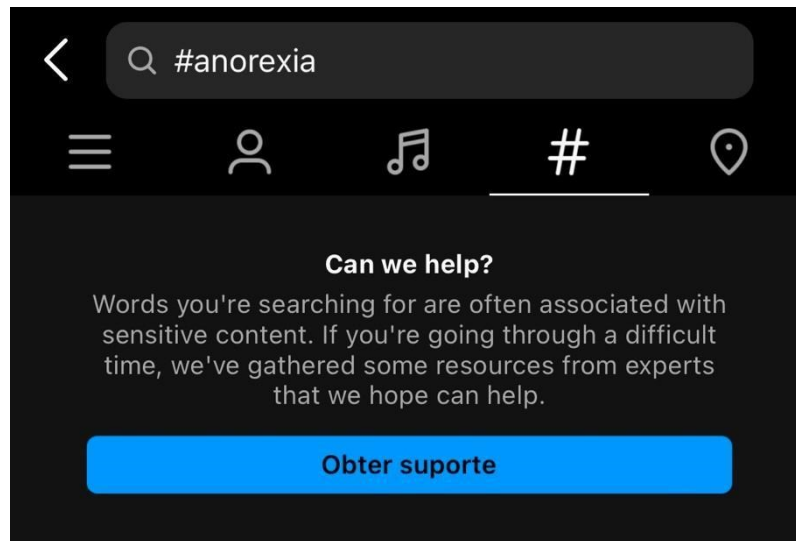 #anorexia
#
Can we help?
Words you're searching for are often associated with
sensitive content. If you're going through a difficult
time, we've gathered some resources from experts
that we hope can help.
Obter suporte